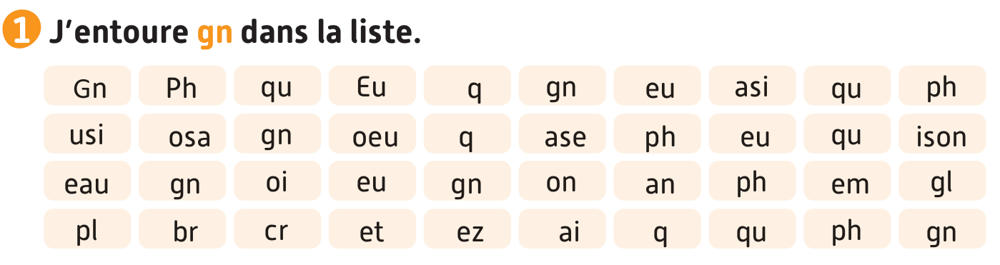 1 J’entoure gn dans la liste.
Gn Ph qu Eu q gn eu asi qu ph
usi osa gn oeu q ase ph eu qu ison
eau gn oi eu gn on an ph em gl
pl br cr et ez ai q qu ph gn